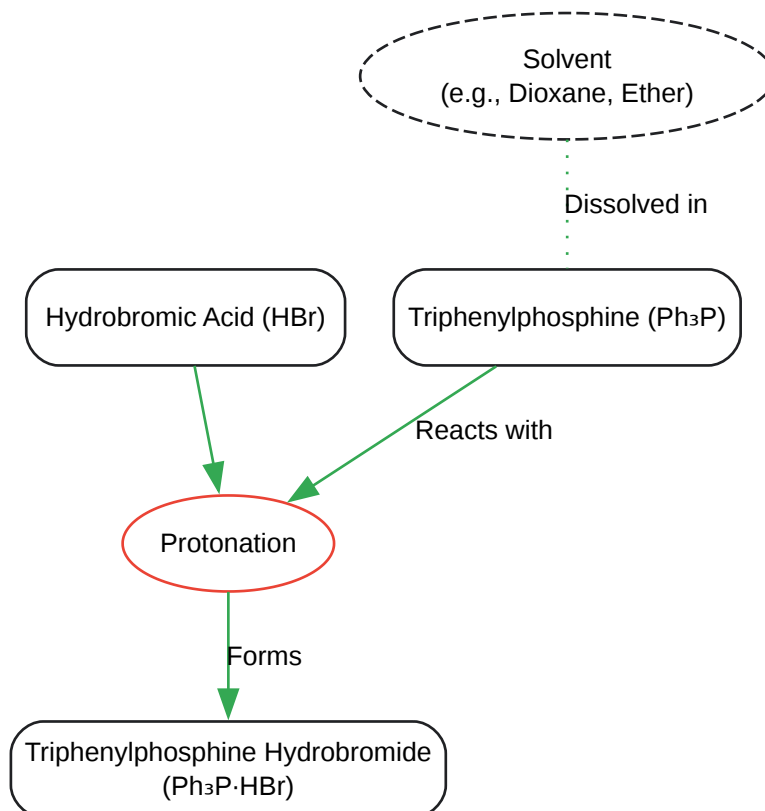 Solvent
(e.g., Dioxane, Ether)
Dissolved in
Hydrobromic Acid (HBr)
Triphenylphosphine (Ph₃P)
Reacts with
Protonation
Forms
Triphenylphosphine Hydrobromide
(Ph₃P·HBr)